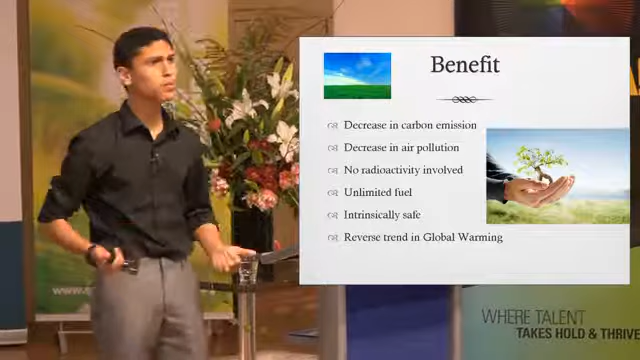 Benefit
Decrease in carbon emission
Decrease in air pollution
No radioactivity involved
Unlimited fuel
Intrinsically safe
Reverse trend in Global Warming
WHERE TALENT
TAKES HOLD & THRIVE